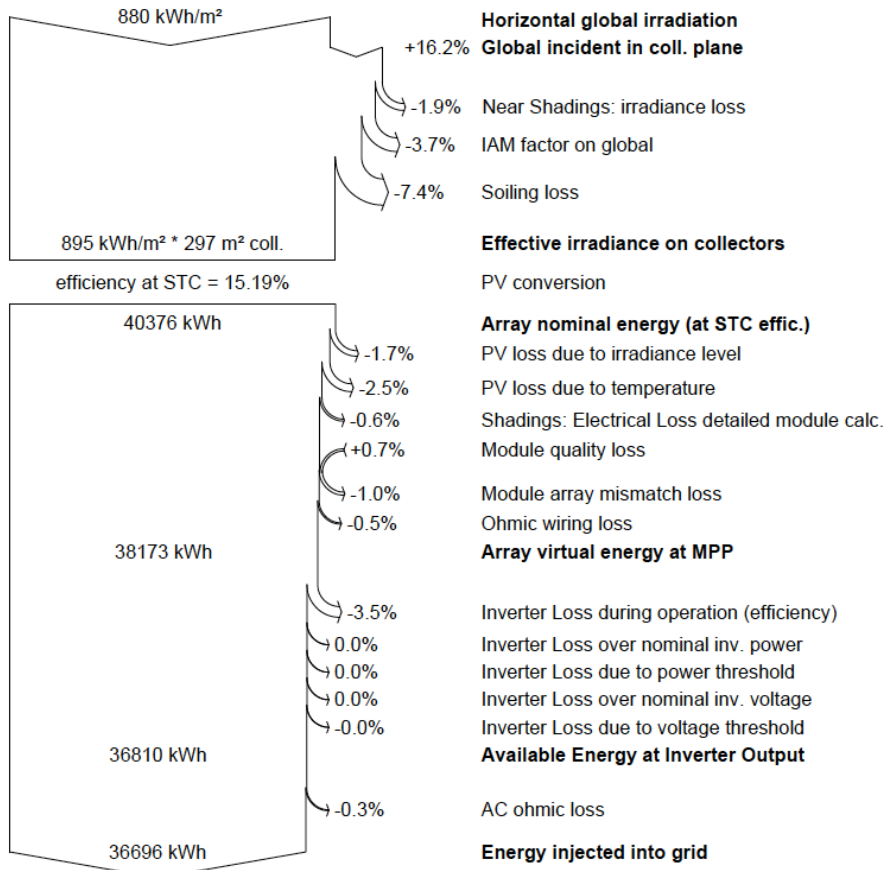 880 kWh/m² Horizontal global irradiation
+16.2% Global incident in coll. plane
-1.9% Near Shadings: irradiance loss
-3.7% IAM factor on global
-7.4% Soiling loss
895 kWh/m² * 297 m² coll. Effective irradiance on collectors
efficiency at STC = 15.19% PV conversion
40376 kWh Array nominal energy (at STC effic.)
-1.7% PV loss due to irradiance level
-2.5% PV loss due to temperature
-0.6% Shadings: Electrical Loss detailed module calc.
+0.7% Module quality loss
-1.0% Module array mismatch loss
-0.5% Ohmic wiring loss
38173 kWh Array virtual energy at MPP
-3.5% Inverter Loss during operation (efficiency)
0.0% Inverter Loss over nominal inv. power
0.0% Inverter Loss due to power threshold
0.0% Inverter Loss over nominal inv. voltage
-0.0% Inverter Loss due to voltage threshold
36810 kWh Available Energy at Inverter Output
-0.3% AC ohmic loss
36696 kWh Energy injected into grid